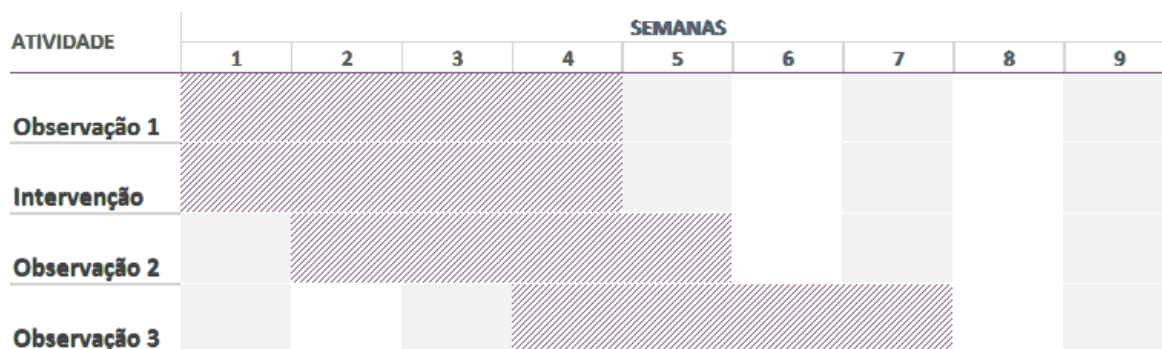 ATIVIDADE
SEMANAS
1 2 3 4 5 6 7 8 9
Observação 1
Intervenção
Observação 2
Observação 3